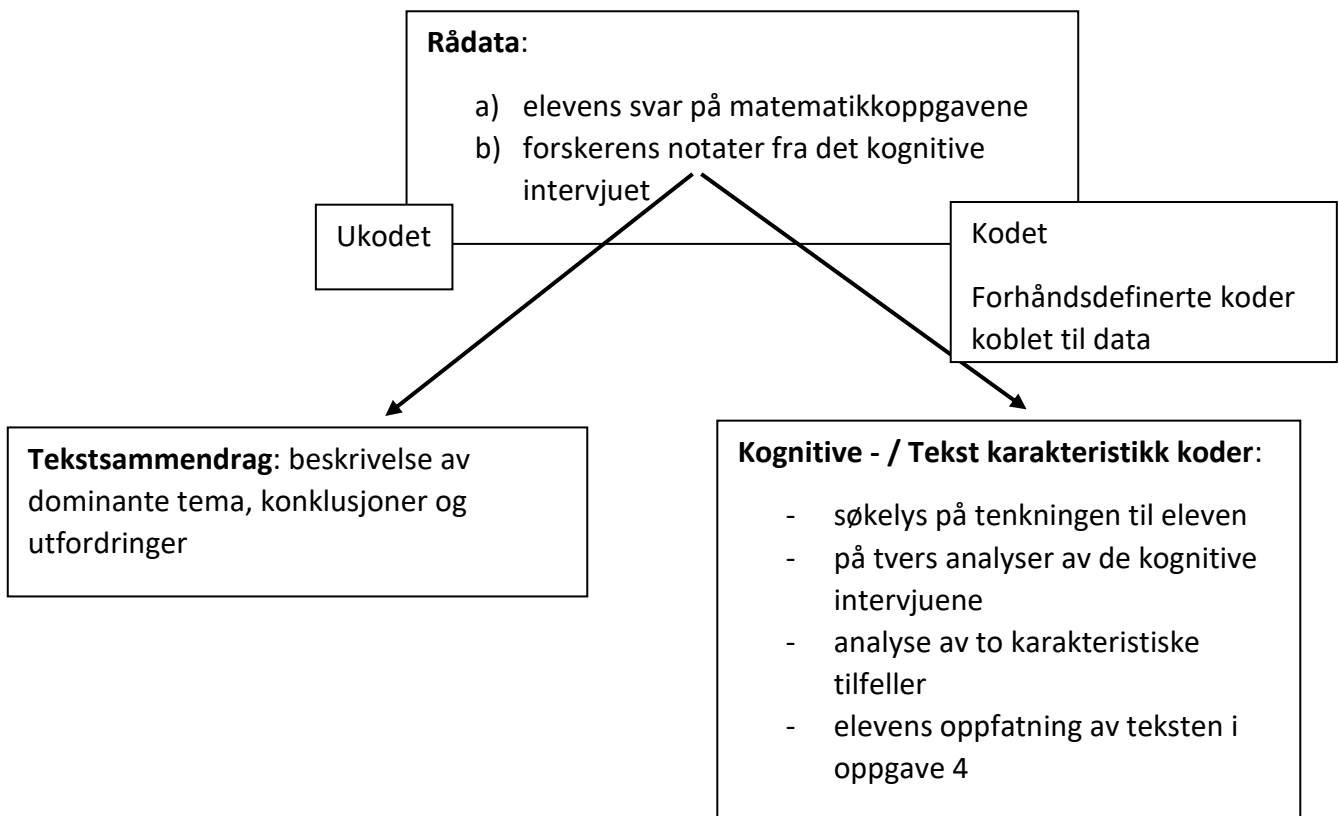 Rådata:
a) elevens svar på matematikkoppgavene
b) forskerens notater fra det kognitive
intervjuet
Ukodet
Kodet
Forhåndsdefinerte koder
koblet til data
Tekstsammendrag: beskrivelse av
dominante tema, konklusjoner og
utfordringer
Kognitive - / Tekst karakteristikk koder:
- søkelys på tenkningen til eleven
- på tvers analyser av de kognitive
intervjuene
- analyse av to karakteristiske
tilfeller
- elevens oppfatning av teksten i
oppgave 4